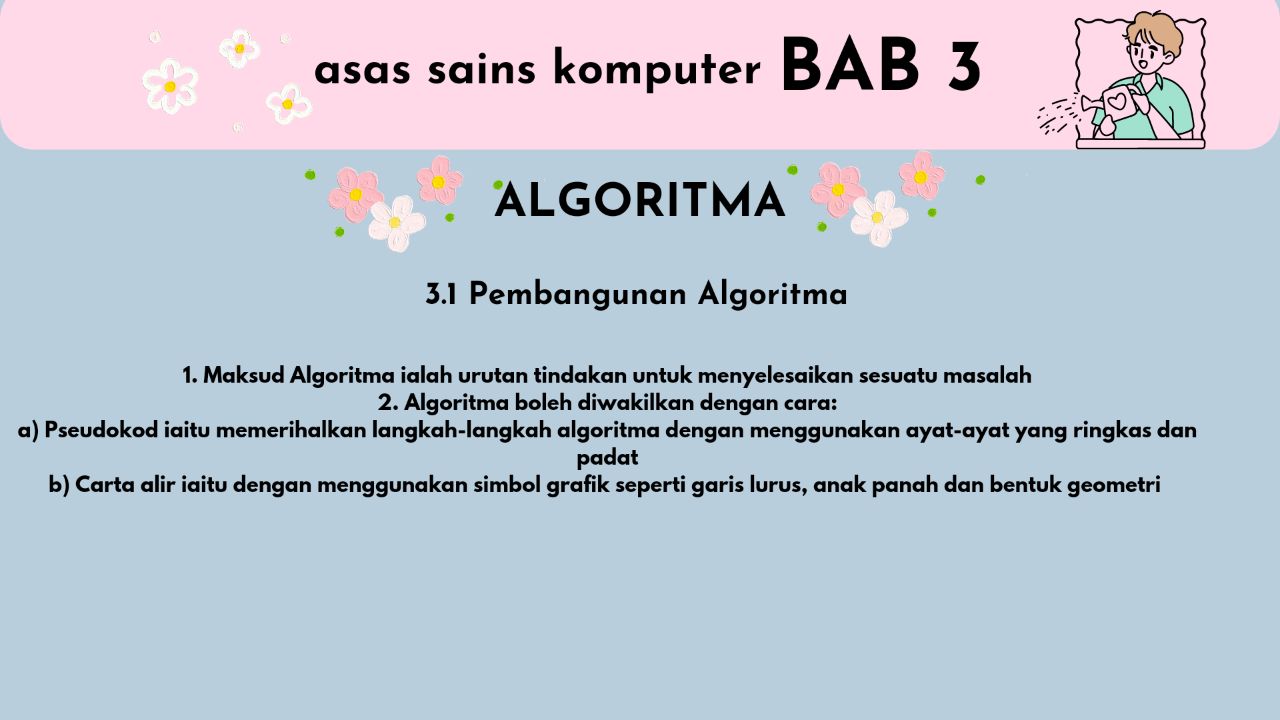 asas sains komputer BAB 3
ALGORITMA
3.1 Pembangunan Algoritma
1. Maksud Algoritma ialah urutan tindakan untuk menyelesaikan sesuatu masalah
2. Algoritma boleh diwakilkan dengan cara:
a) Pseudokod iaitu memerihalkan langkah-langkah algoritma dengan menggunakan ayat-ayat yang ringkas dan
padat
b) Carta alir iaitu dengan menggunakan simbol grafik seperti garis lurus, anak panah dan bentuk geometri